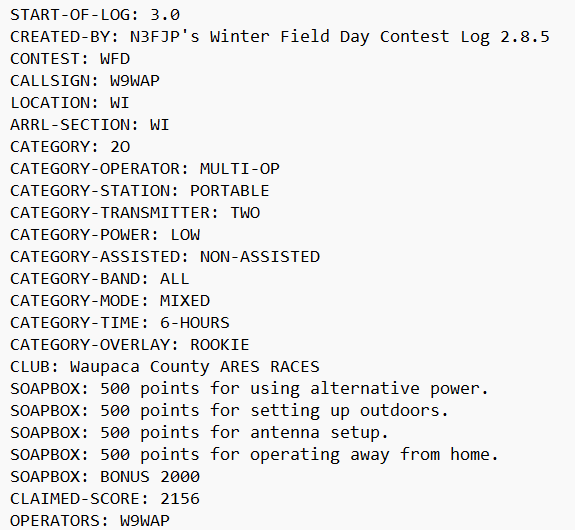 START-OF-LOG: 3.0
CREATED-BY: N3FJP's Winter Field Day Contest Log 2.8.5
CONTEST: WFD
CALLSIGN: W9WAP
LOCATION: WI
ARRL-SECTION: WI
CATEGORY: 2O
CATEGORY-OPERATOR: MULTI-OP
CATEGORY-STATION: PORTABLE
CATEGORY-TRANSMITTER: TWO
CATEGORY-POWER: LOW
CATEGORY-ASSISTED: NON-ASSISTED
CATEGORY-BAND: ALL
CATEGORY-MODE: MIXED
CATEGORY-TIME: 6-HOURS
CATEGORY-OVERLAY: ROOKIE
CLUB: Waupaca County ARES RACES
SOAPBOX: 500 points for using alternative power.
SOAPBOX: 500 points for setting up outdoors.
SOAPBOX: 500 points for antenna setup.
SOAPBOX: 500 points for operating away from home.
SOAPBOX: BONUS 2000
CLAIMED-SCORE: 2156
OPERATORS: W9WAP